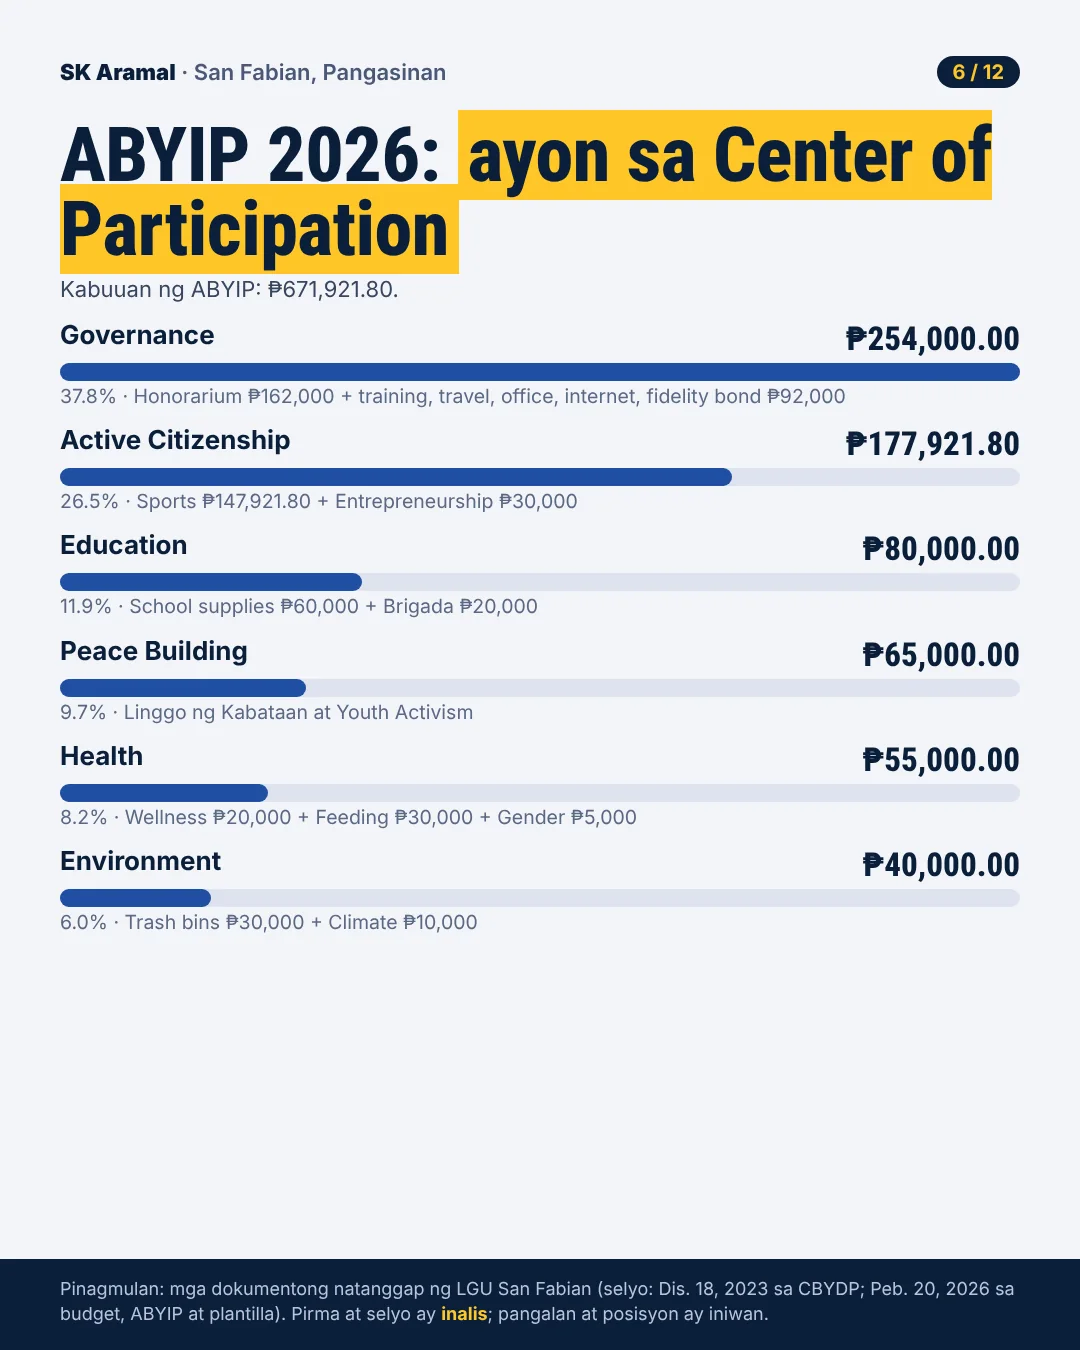 SK Aramal · San Fabian, Pangasinan
6 / 12
ABYIP 2026: ayon sa Center of
Participation
Kabuuan ng ABYIP: ₱671,921.80.
Governance
₱254,000.00
37.8% · Honorarium ₱162,000 + training, travel, office, internet, fidelity bond ₱92,000
Active Citizenship
₱177,921.80
26.5% · Sports ₱147,921.80 + Entrepreneurship ₱30,000
Education
₱80,000.00
11.9% · School supplies ₱60,000 + Brigada ₱20,000
Peace Building
₱65,000.00
9.7% · Linggo ng Kabataan at Youth Activism
Health
₱55,000.00
8.2% · Wellness ₱20,000 + Feeding ₱30,000 + Gender ₱5,000
Environment
₱40,000.00
6.0% · Trash bins ₱30,000 + Climate ₱10,000
Pinagmulan: mga dokumentong natanggap ng LGU San Fabian (selyo: Dis. 18, 2023 sa CBYDP; Peb. 20, 2026 sa
budget, ABYIP at plantilla). Pirma at selyo ay inalis; pangalan at posisyon ay iniwan.